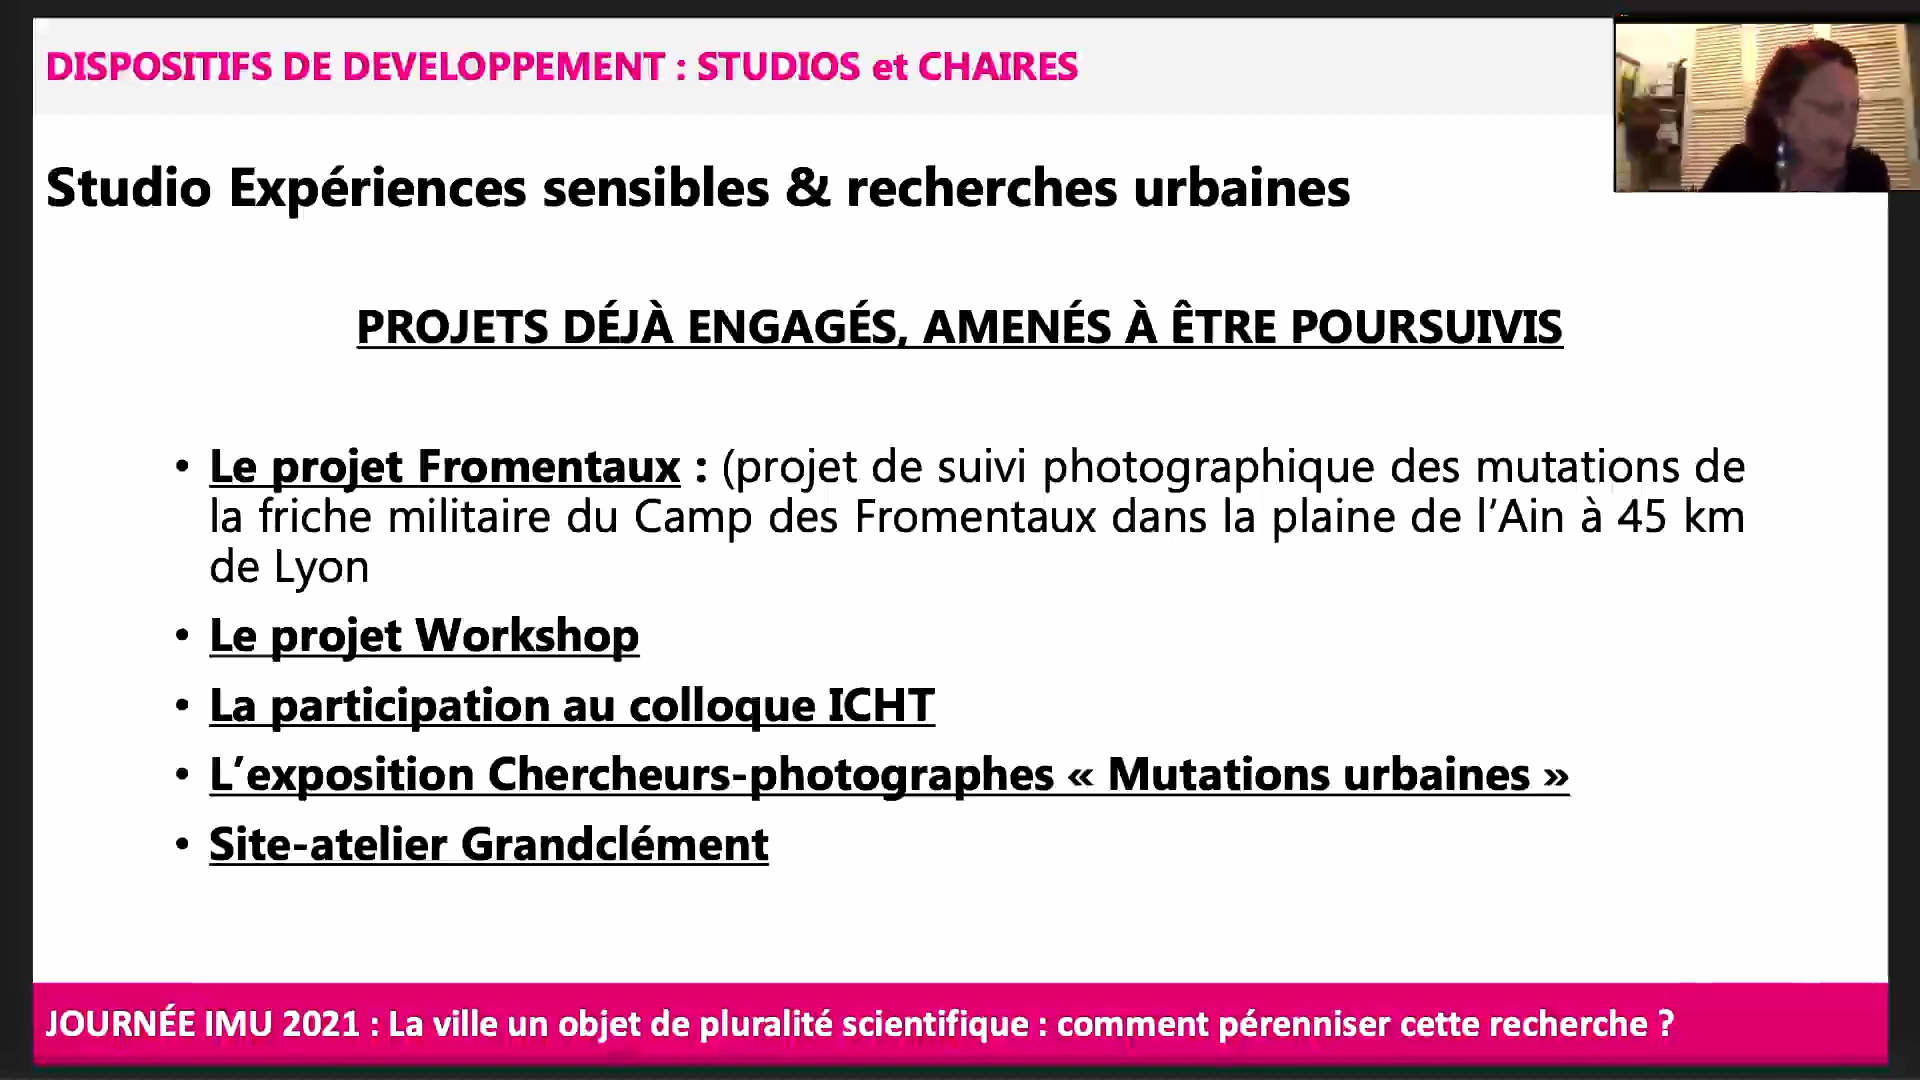 DISPOSITIFS DE DEVELOPPEMENT : STUDIOS et CHAIRES
Studio Expériences sensibles & recherches urbaines
PROJETS DÉJÀ ENGAGÉS, AMENÉS À ÊTRE POURSUIVIS
• Le projet Fromentaux : (projet de suivi photographique des mutations de
la friche militaire du Camp des Fromentaux dans la plaine de l’Ain à 45 km
de Lyon
• Le projet Workshop
• La participation au colloque ICHT
• L’exposition Chercheurs-photographes « Mutations urbaines »
• Site-atelier Grandclément
JOURNÉE IMU 2021 : La ville un objet de pluralité scientifique : comment pérenniser cette recherche ?